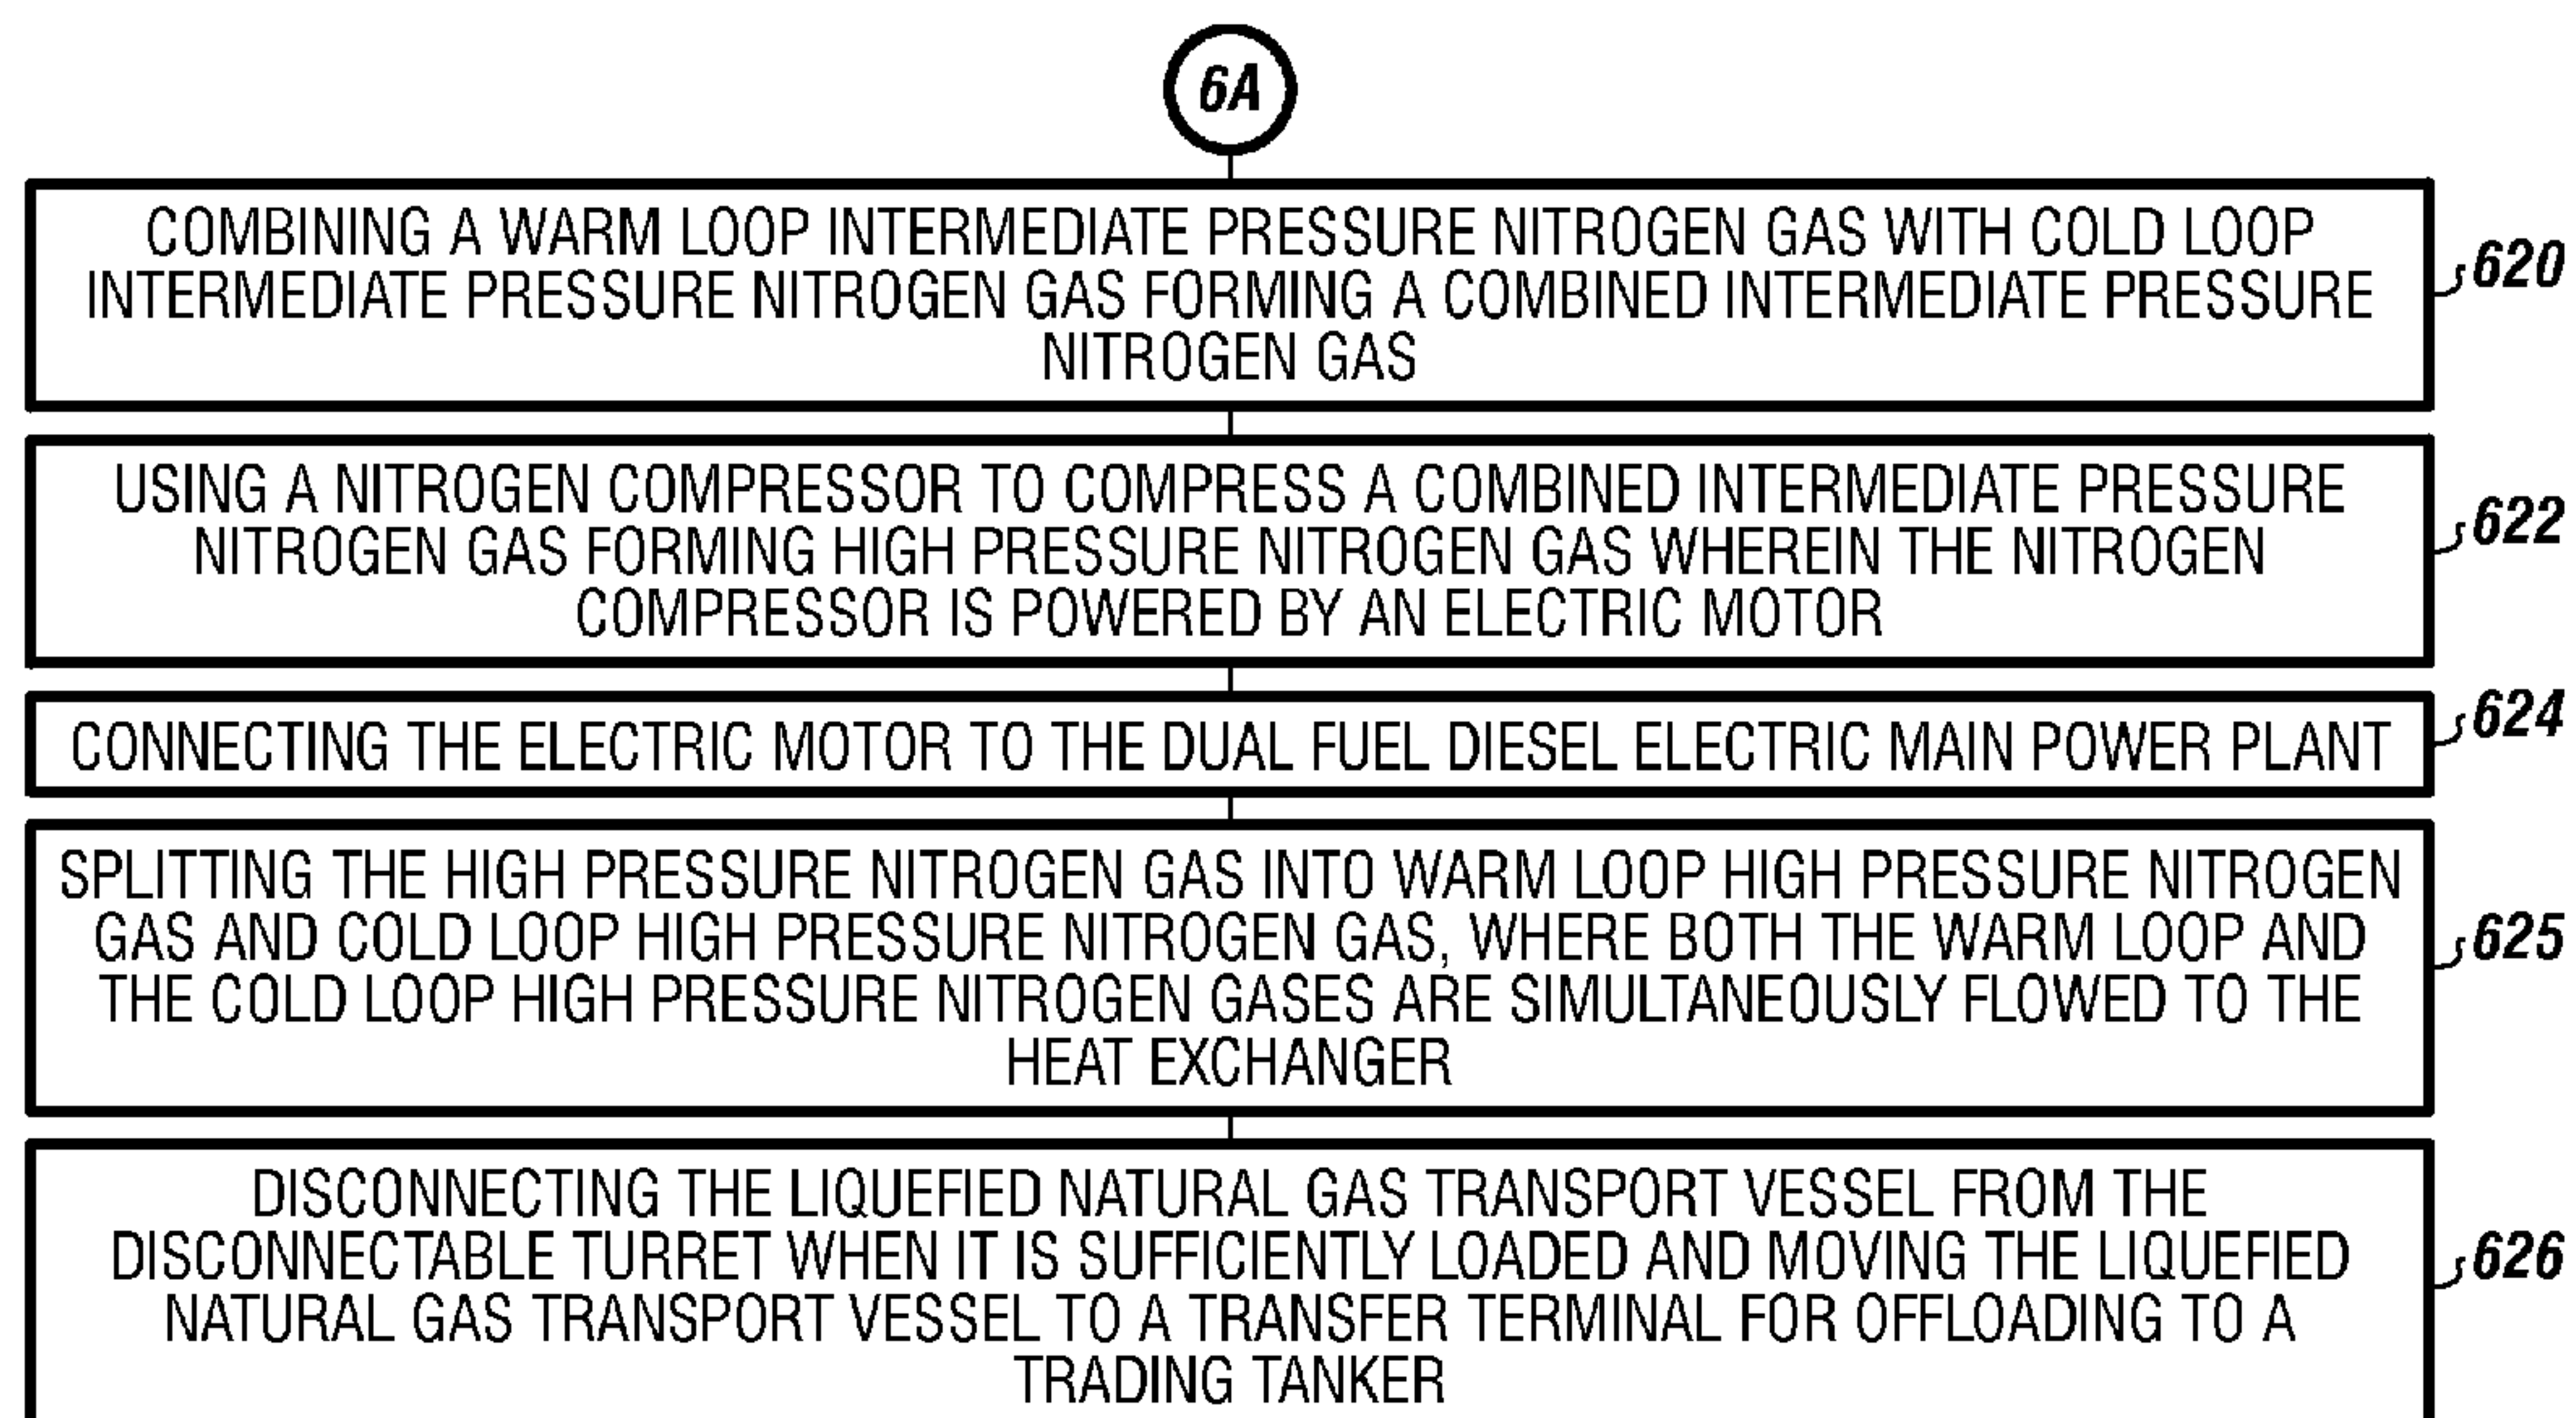 6A
COMBINING A WARM LOOP INTERMEDIATE PRESSURE NITROGEN GAS WITH COLD LOOP
INTERMEDIATE PRESSURE NITROGEN GAS FORMING A COMBINED INTERMEDIATE PRESSURE
NITROGEN GAS
620
USING A NITROGEN COMPRESSOR TO COMPRESS A COMBINED INTERMEDIATE PRESSURE
NITROGEN GAS FORMING HIGH PRESSURE NITROGEN GAS WHEREIN THE NITROGEN
COMPRESSOR IS POWERED BY AN ELECTRIC MOTOR
622
CONNECTING THE ELECTRIC MOTOR TO THE DUAL FUEL DIESEL ELECTRIC MAIN POWER PLANT
624
SPLITTING THE HIGH PRESSURE NITROGEN GAS INTO WARM LOOP HIGH PRESSURE NITROGEN
GAS AND COLD LOOP HIGH PRESSURE NITROGEN GAS, WHERE BOTH THE WARM LOOP AND
THE COLD LOOP HIGH PRESSURE NITROGEN GASES ARE SIMULTANEOUSLY FLOWED TO THE
HEAT EXCHANGER
625
DISCONNECTING THE LIQUEFIED NATURAL GAS TRANSPORT VESSEL FROM THE
DISCONNECTABLE TURRET WHEN IT IS SUFFICIENTLY LOADED AND MOVING THE LIQUEFIED
NATURAL GAS TRANSPORT VESSEL TO A TRANSFER TERMINAL FOR OFFLOADING TO A
TRADING TANKER
626